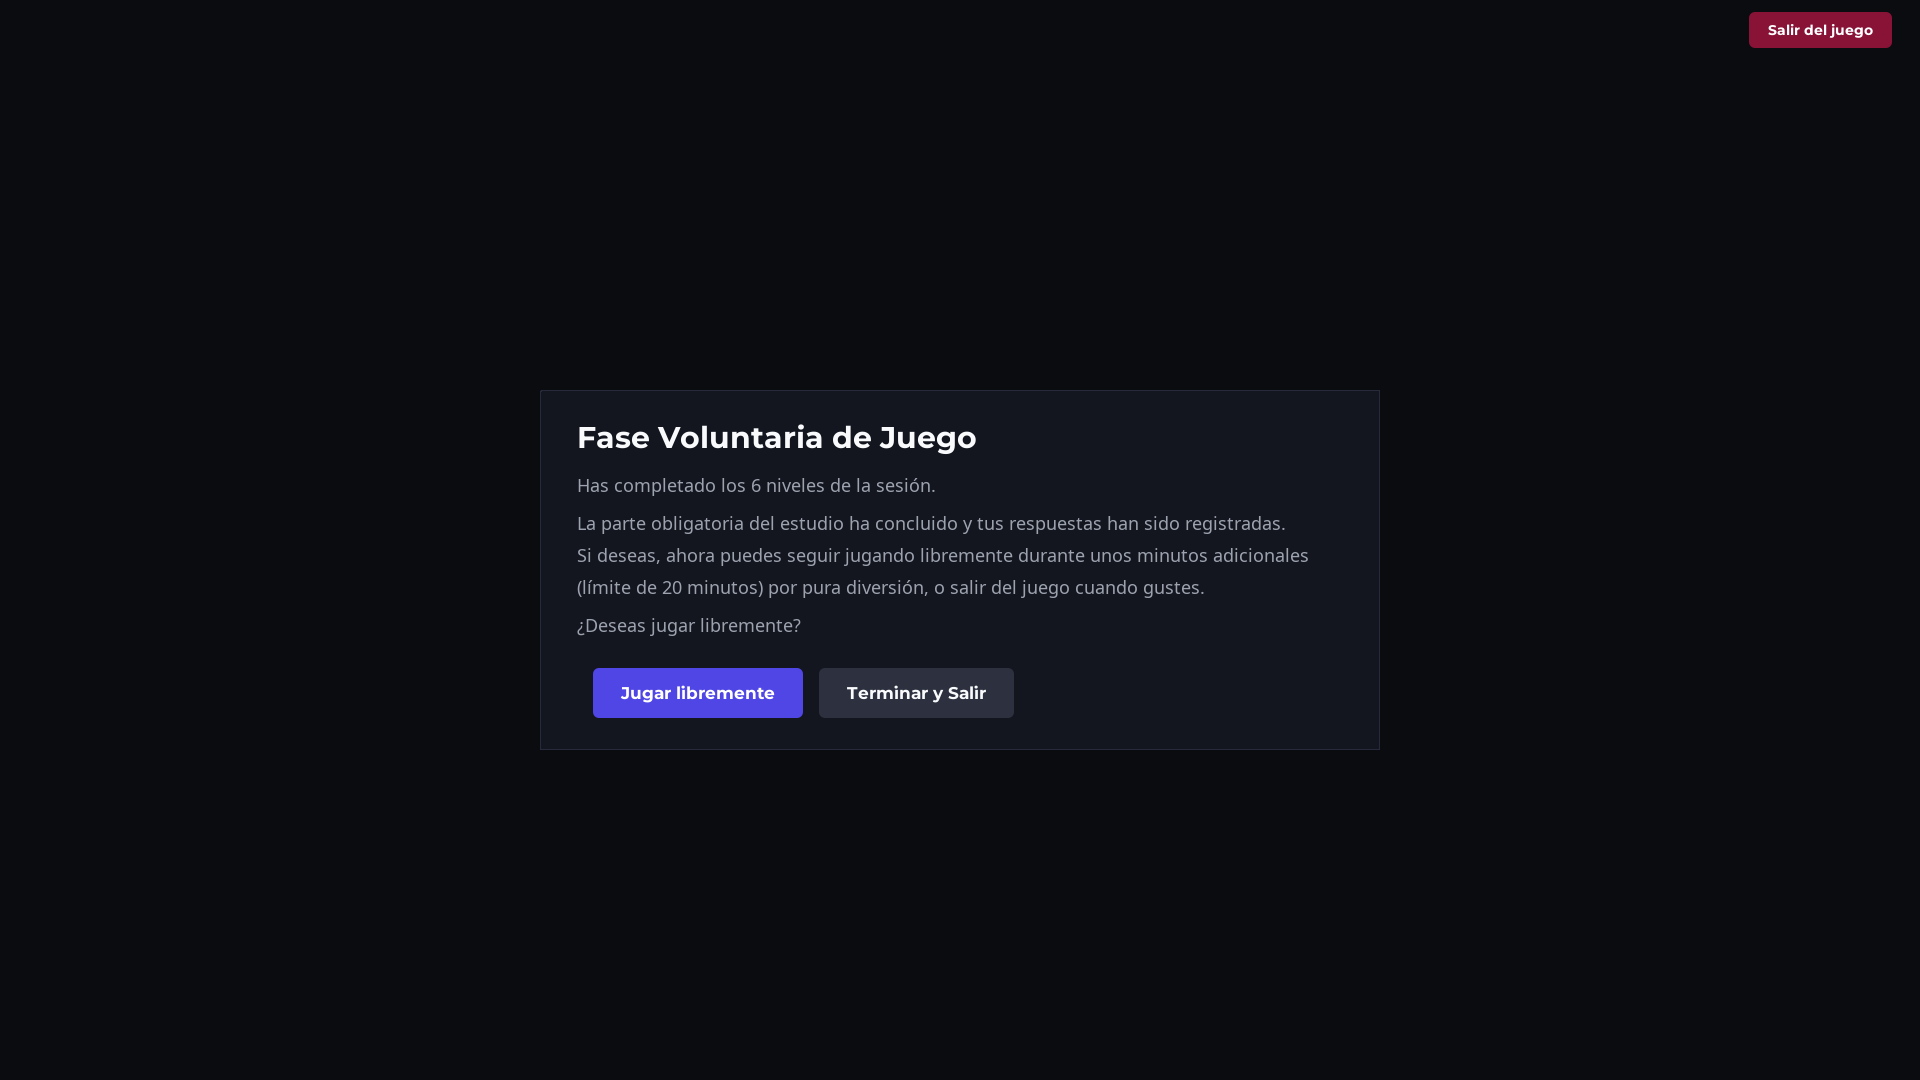 Salir del juego
Fase Voluntaria de Juego
Has completado los 6 niveles de la sesión.
La parte obligatoria del estudio ha concluido y tus respuestas han sido registradas.
Si deseas, ahora puedes seguir jugando libremente durante unos minutos adicionales
(límite de 20 minutos) por pura diversión, o salir del juego cuando gustes.
¿Deseas jugar libremente?
Jugar libremente
Terminar y Salir